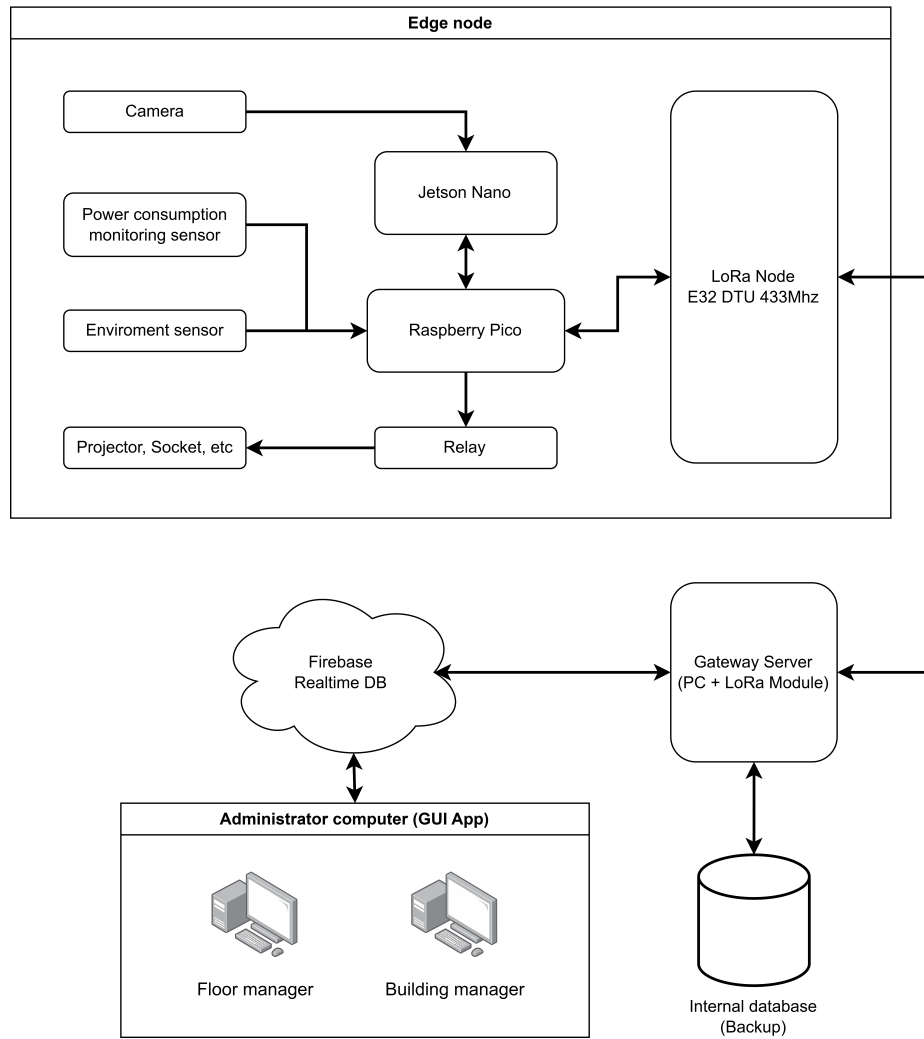 Edge node
Camera
Jetson Nano
Power consumption
monitoring sensor
LoRa Node
E32 DTU 433Mhz
Enviroment sensor
Raspberry Pico
Projector, Socket, etc
Relay
Firebase
Realtime DB
Gateway Server
(PC + LoRa Module)
Administrator computer (GUI App)
Floor manager
Building manager
Internal database
(Backup)